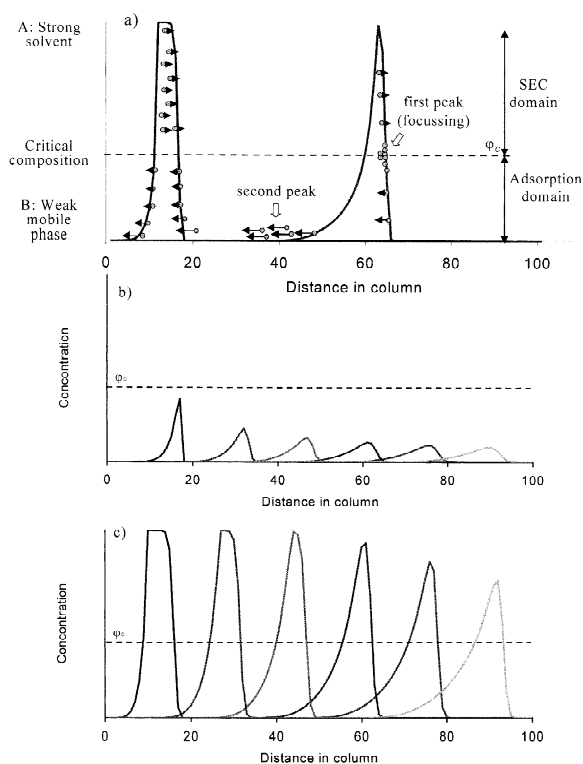 a)
A: Strong
solvent
SEC
domain
first peak
(focussing)
φc
Critical
composition
Adsorption
domain
second peak
B: Weak
mobile
phase
0 20 40 60 80 100
Distance in column
b)
Concontration
φc
0 20 40 60 80 100
Distance in column
c)
Concontration
φc
0 20 40 60 80 100
Distance in column